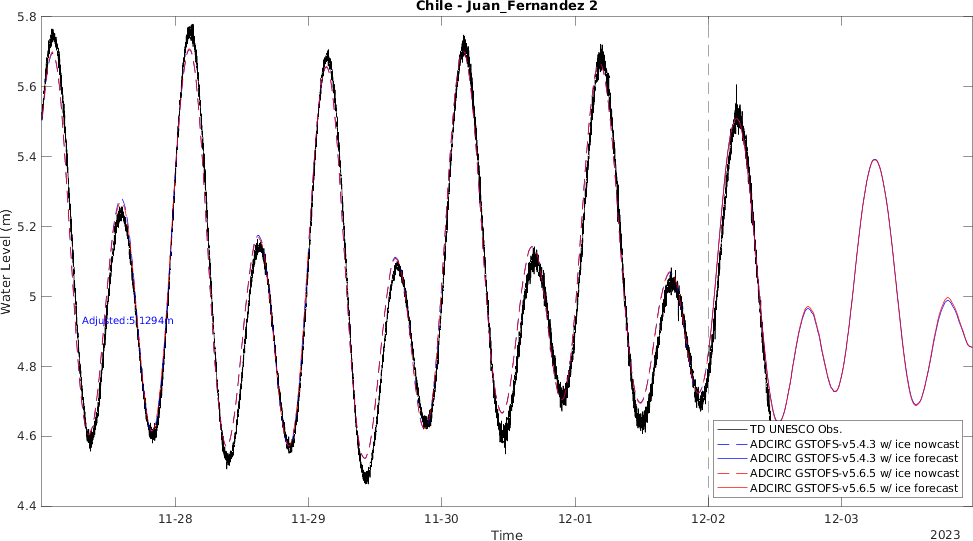 Chile - Juan_Fernandez 2
5.8
5.6
5.4
5.2
5
4.8
4.6
4.4
Water Level (m)
Adjusted:5.1294m
TD UNESCO Obs.
ADCIRC GSTOFS-v5.4.3 w/ ice nowcast
ADCIRC GSTOFS-v5.4.3 w/ ice forecast
ADCIRC GSTOFS-v5.6.5 w/ ice nowcast
ADCIRC GSTOFS-v5.6.5 w/ ice forecast
11-28
11-29
11-30
12-01
12-02
12-03
Time
2023